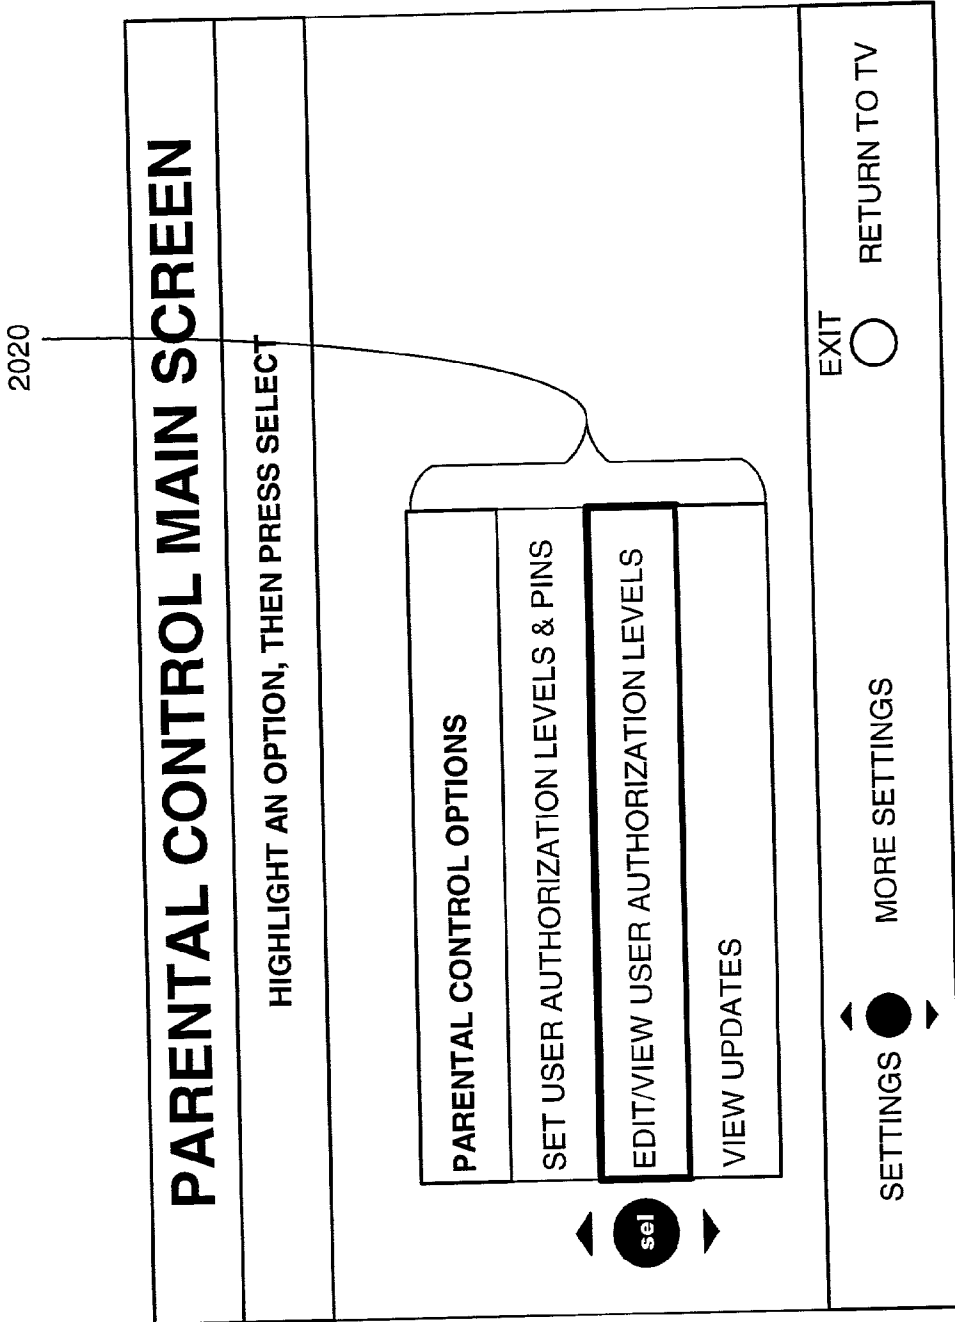 2020
PARENTAL CONTROL MAIN SCREEN
HIGHLIGHT AN OPTION, THEN PRESS SELECT
PARENTAL CONTROL OPTIONS
SET USER AUTHORIZATION LEVELS & PINS
EDIT/VIEW USER AUTHORIZATION LEVELS
VIEW UPDATES
sel
SETTINGS
MORE SETTINGS
EXIT
RETURN TO TV